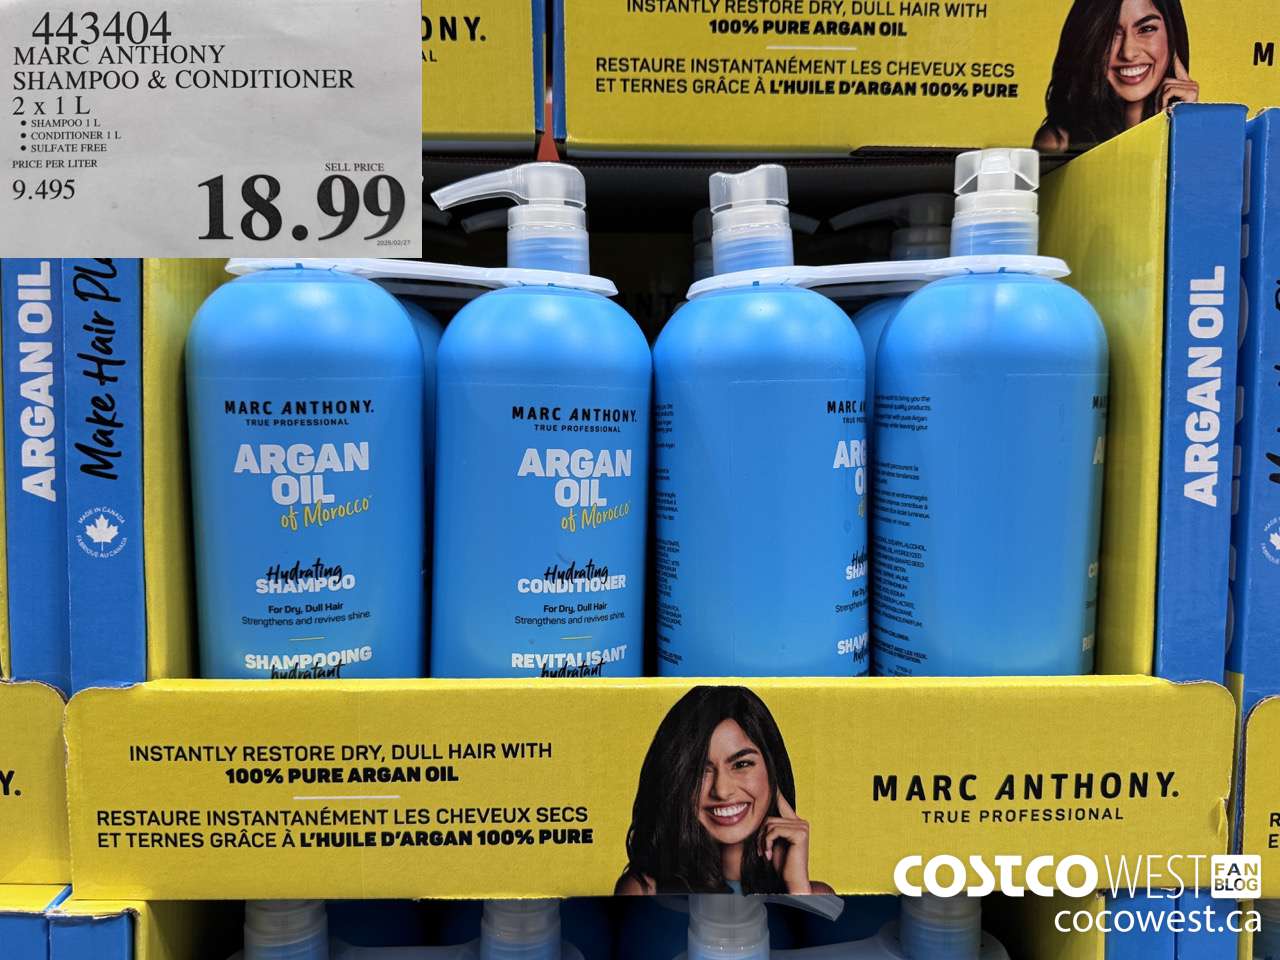 443404
MARC ANTHONY
SHAMPOO & CONDITIONER
2 x 1 L
• SHAMPOO 1 L
• CONDITIONER 1 L
• SULFATE FREE
PRICE PER LITER
9.495
SELL PRICE
18.99
INSTANTLY RESTORE DRY, DULL HAIR WITH
100% PURE ARGAN OIL
RESTAURE INSTANTANÉMENT LES CHEVEUX SECS
ET TERNES GRÂCE À L'HUILE D'ARGAN 100% PURE
ARGAN OIL
Make Hair
MADE IN CANADA
FABRIQUÉ AU CANADA
ARGAN OIL
MARC ANTHONY.
TRUE PROFESSIONAL
ARGAN
OIL
of Morocco
Hydrating
SHAMPOO
For Dry, Dull Hair
Strengthens and revives shine.
SHAMPOOING
hydratant
MARC ANTHONY.
TRUE PROFESSIONAL
ARGAN
OIL
of Morocco
Hydrating
CONDITIONER
For Dry, Dull Hair
Strengthens and revives shine.
REVITALISANT
hydratant
INSTANTLY RESTORE DRY, DULL HAIR WITH
100% PURE ARGAN OIL
RESTAURE INSTANTANÉMENT LES CHEVEUX SECS
ET TERNES GRÂCE À L'HUILE D'ARGAN 100% PURE
MARC ANTHONY.
TRUE PROFESSIONAL
COSTCO WEST FAN BLOG
cocowest.ca